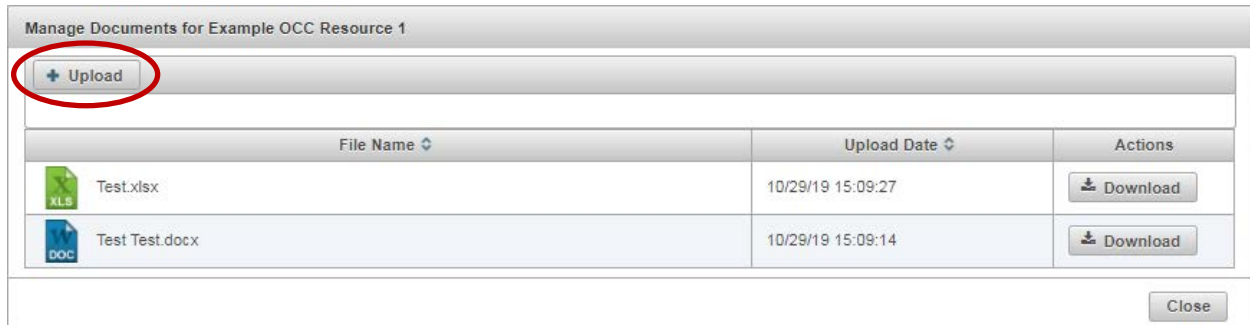 Manage Documents for Example OCC Resource 1
Upload
File Name Upload Date Actions
XLS Test.xlsx 10/29/19 15:09:27 Download
DOC Test Test.docx 10/29/19 15:09:14 Download
Close